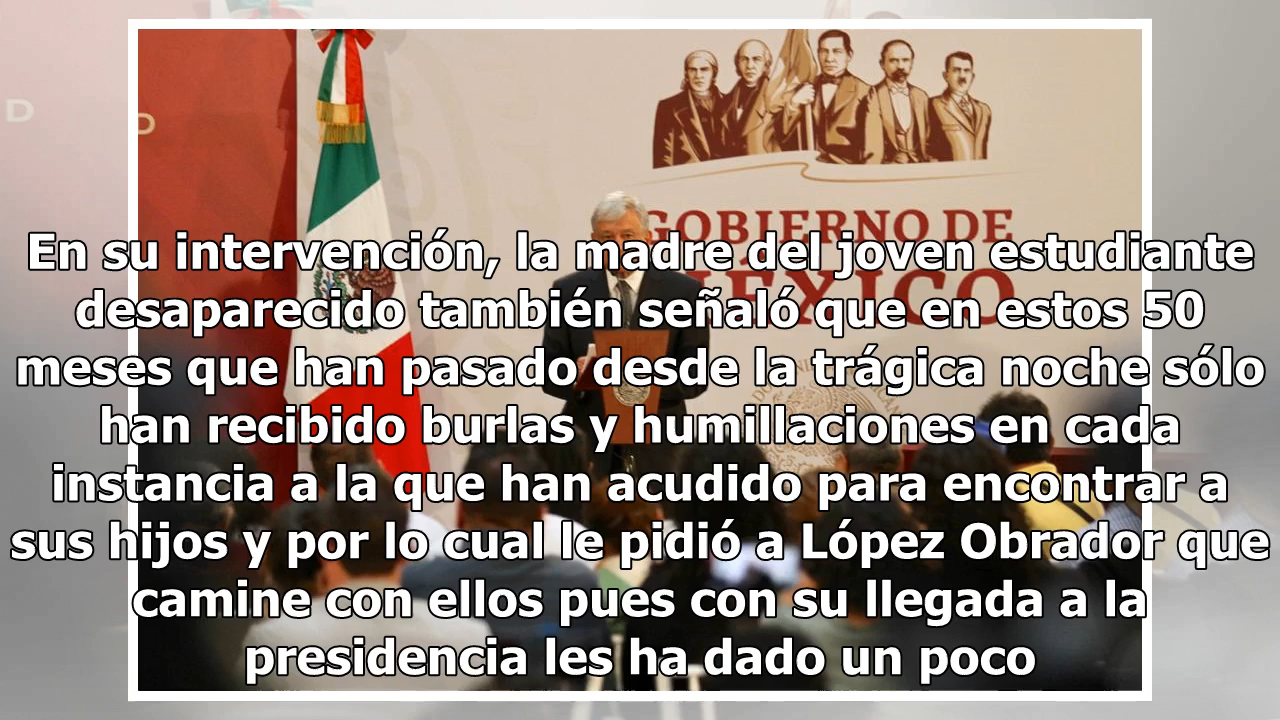 D
D
GOBIERNO DE
MÉXICO
En su intervención, la madre del joven estudiante
desaparecido también señaló que en estos 50
meses que han pasado desde la trágica noche sólo
han recibido burlas y humillaciones en cada
instancia a la que han acudido para encontrar a
sus hijos y por lo cual le pidió a López Obrador que
camine con ellos pues con su llegada a la
presidencia les ha dado un poco